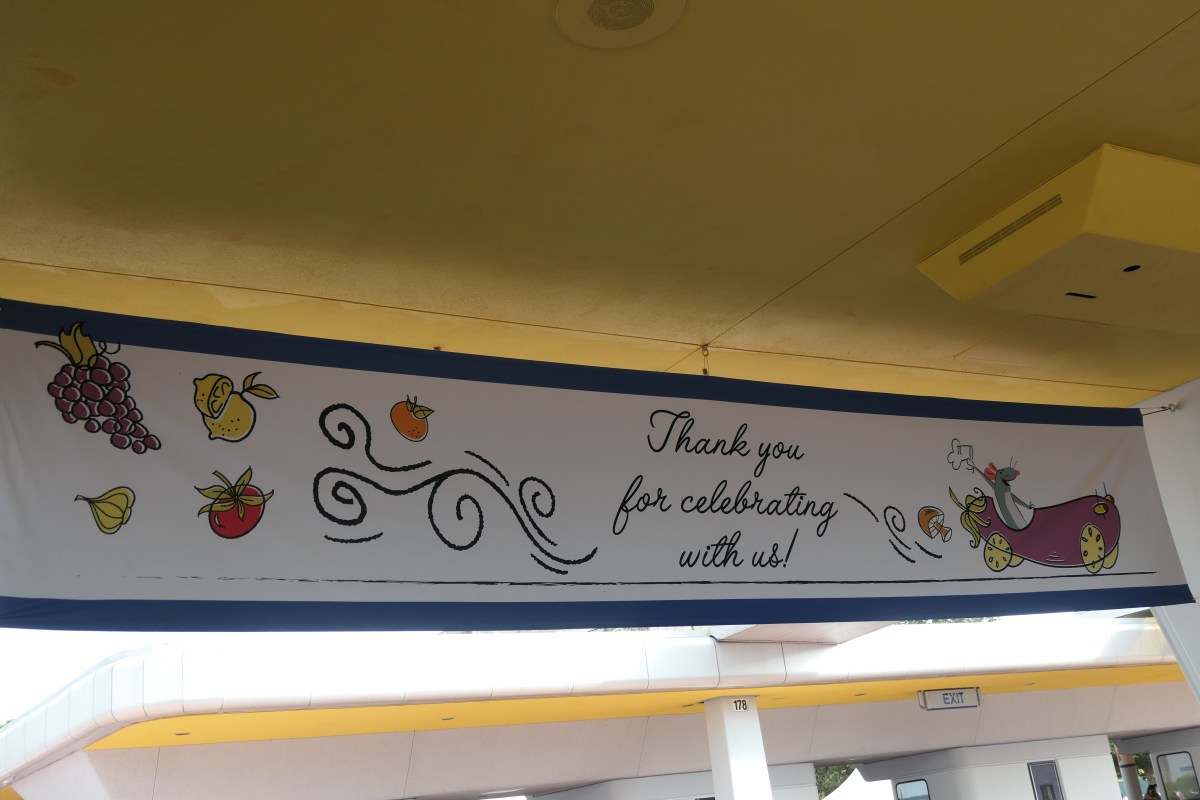 Thank you
for celebrating
with us!
EXIT
178